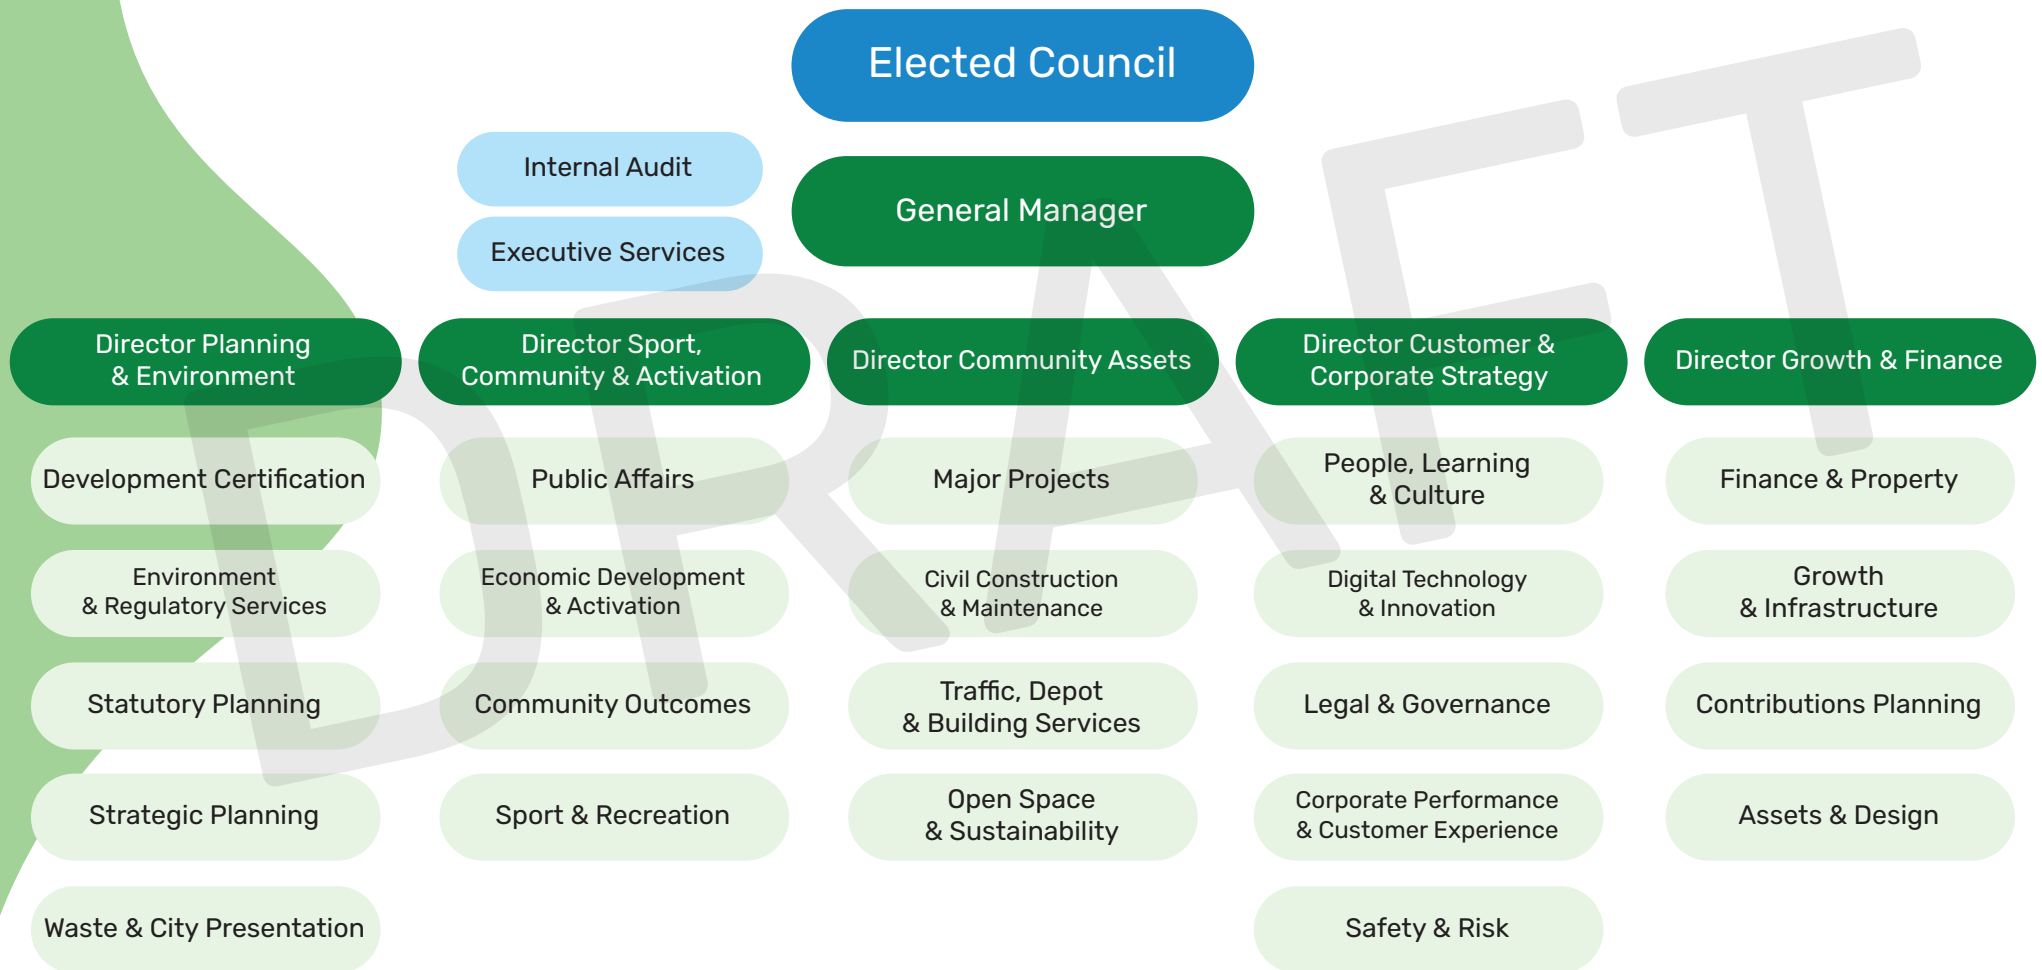 Elected Council
Internal Audit
General Manager
Executive Services
Director Planning
& Environment
Director Sport,
Community & Activation
Director Community Assets
Director Customer &
Corporate Strategy
Director Growth & Finance
Development Certification
Public Affairs
Major Projects
People, Learning
& Culture
Finance & Property
Environment
& Regulatory Services
Economic Development
& Activation
Civil Construction
& Maintenance
Digital Technology
& Innovation
Growth
& Infrastructure
Statutory Planning
Community Outcomes
Traffic, Depot
& Building Services
Legal & Governance
Contributions Planning
Strategic Planning
Sport & Recreation
Open Space
& Sustainability
Corporate Performance
& Customer Experience
Assets & Design
Waste & City Presentation
Safety & Risk
DRAFT